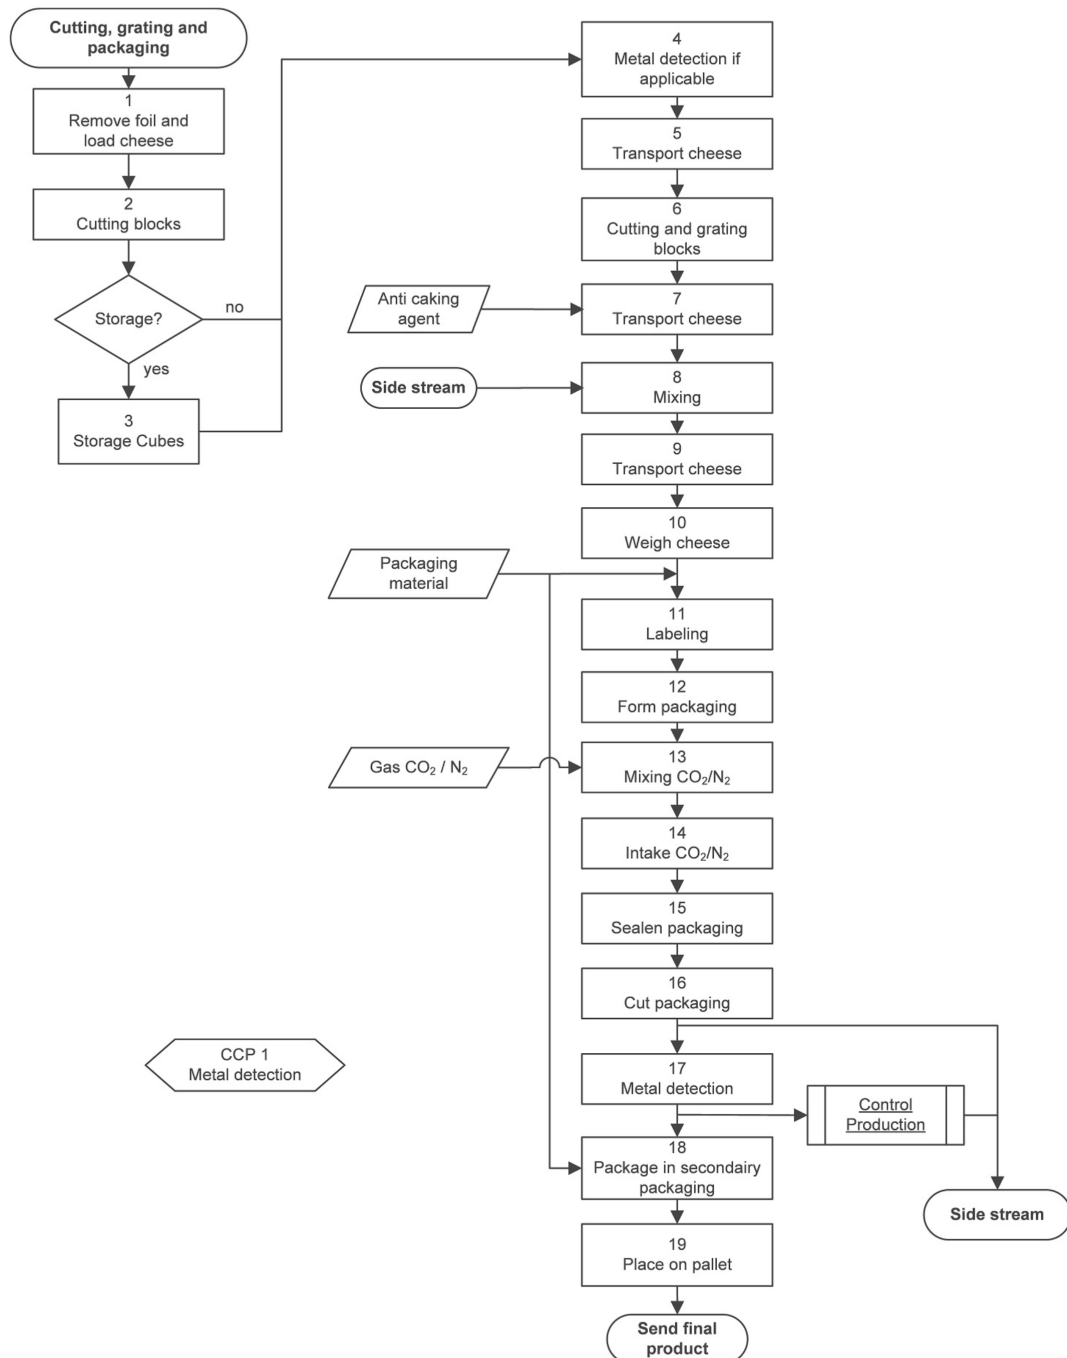 Cutting, grating and
packaging
1
Remove foil and
load cheese
2
Cutting blocks
Storage?
no
yes
3
Storage Cubes
4
Metal detection if
applicable
5
Transport cheese
6
Cutting and grating
blocks
Anti caking
agent
7
Transport cheese
Side stream
8
Mixing
9
Transport cheese
10
Weigh cheese
Packaging
material
11
Labeling
12
Form packaging
Gas CO₂ / N₂
13
Mixing CO₂/N₂
14
Intake CO₂/N₂
15
Sealen packaging
16
Cut packaging
CCP 1
Metal detection
17
Metal detection
Control
Production
18
Package in secondairy
packaging
Side stream
19
Place on pallet
Send final
product